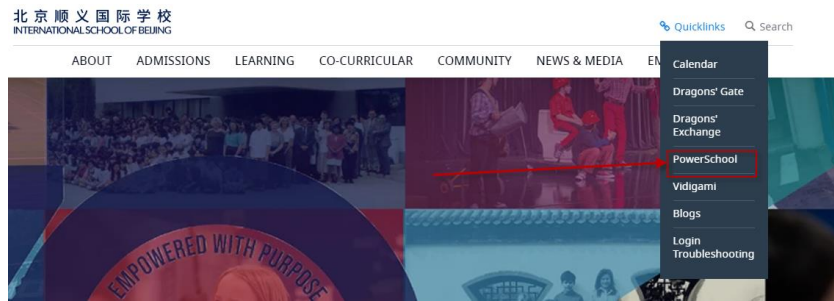 北京顺义国际学校
INTERNATIONAL SCHOOL OF BEIJING
Quicklinks
Search
ABOUT ADMISSIONS LEARNING CO-CURRICULAR COMMUNITY NEWS & MEDIA
Calendar
Dragons' Gate
Dragons'
Exchange
PowerSchool
Vidigami
Blogs
Login
Troubleshooting
EMPOWERED WITH PURPOSE